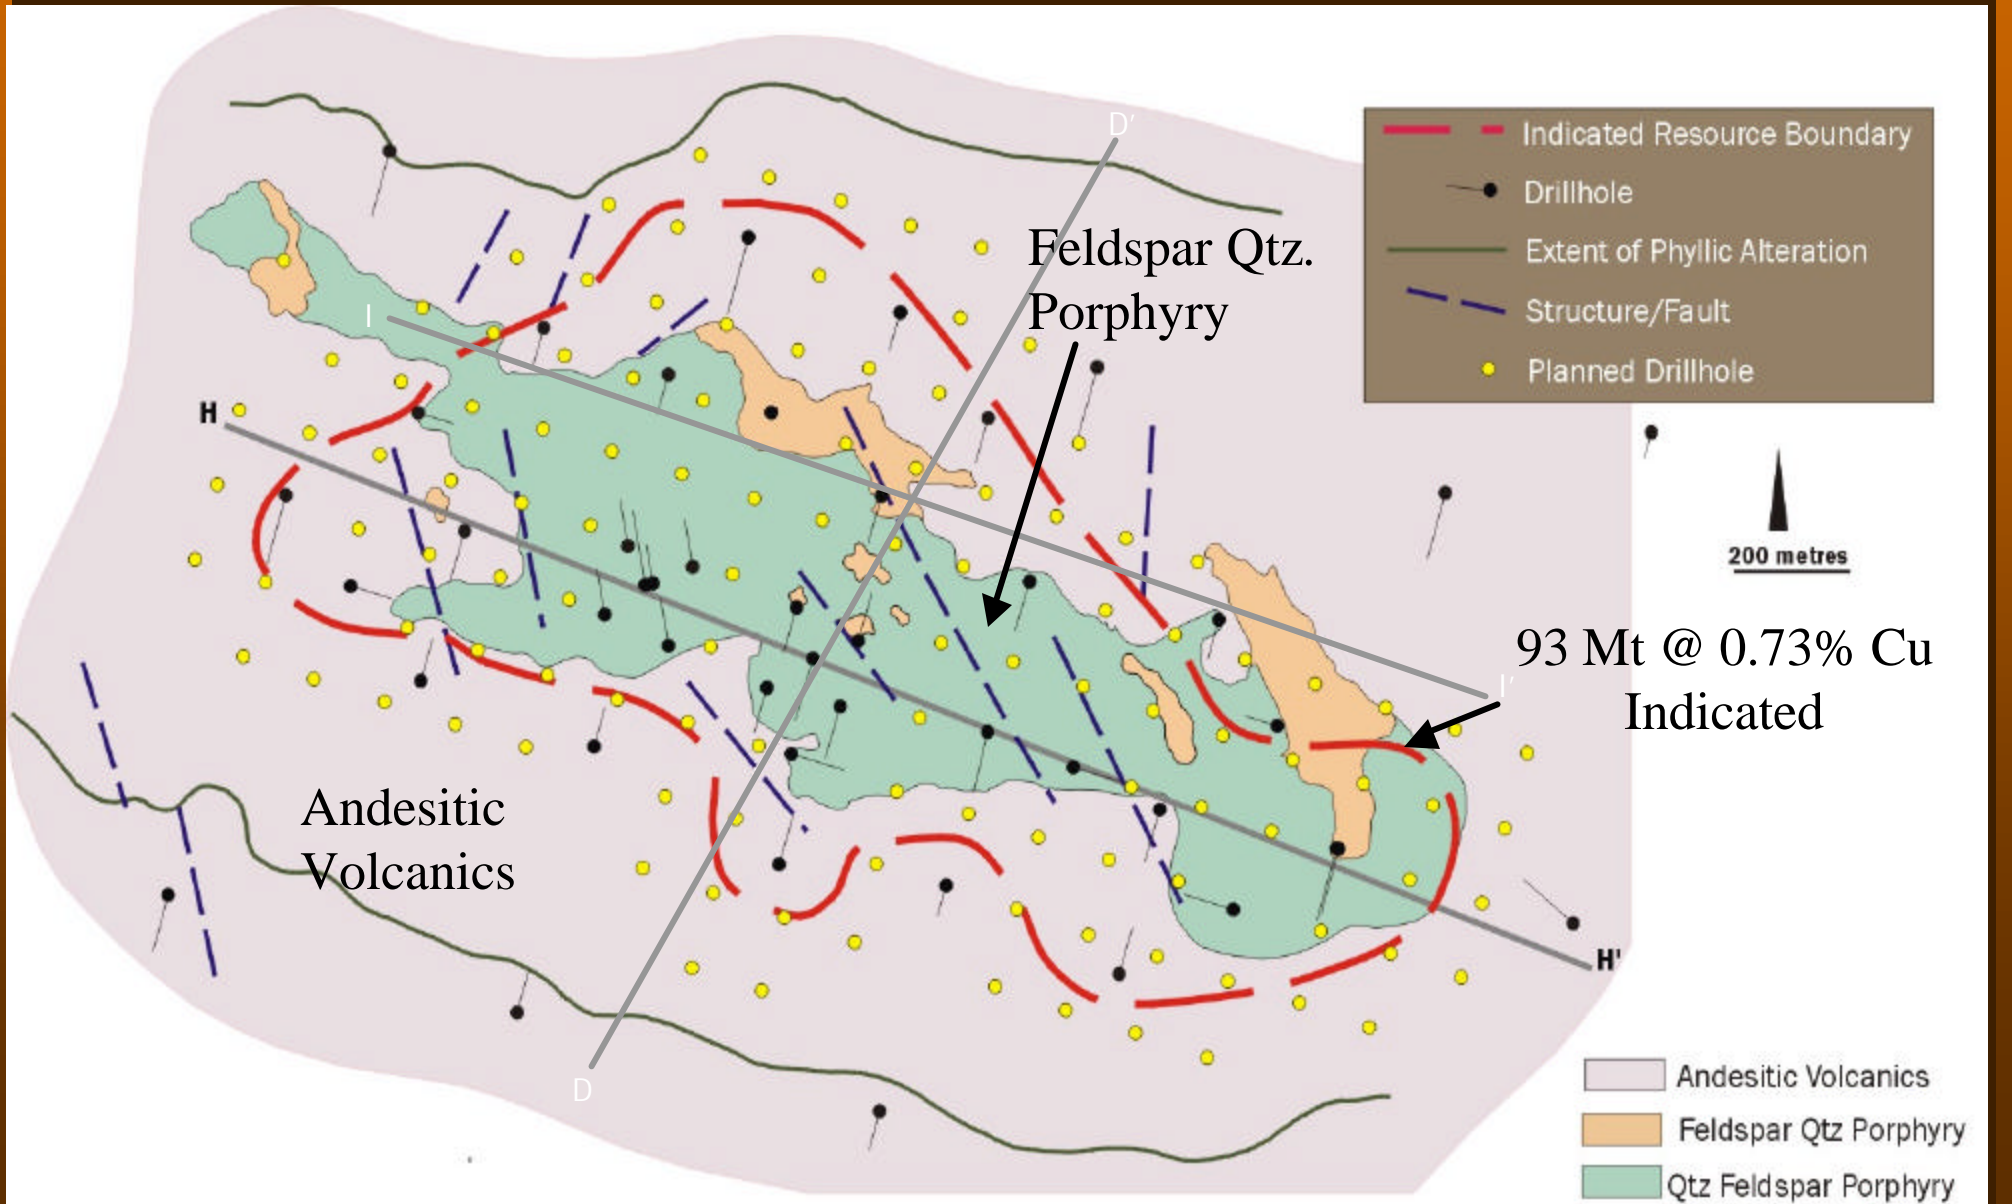 D'
Indicated Resource Boundary
Drillhole
Extent of Phyllic Alteration
Structure/Fault
Planned Drillhole
Feldspar Qtz.
Porphyry
I
H
200 metres
93 Mt @ 0.73% Cu
Indicated
I'
Andesitic
Volcanics
H'
D
Andesitic Volcanics
Feldspar Qtz Porphyry
Qtz Feldspar Porphyry